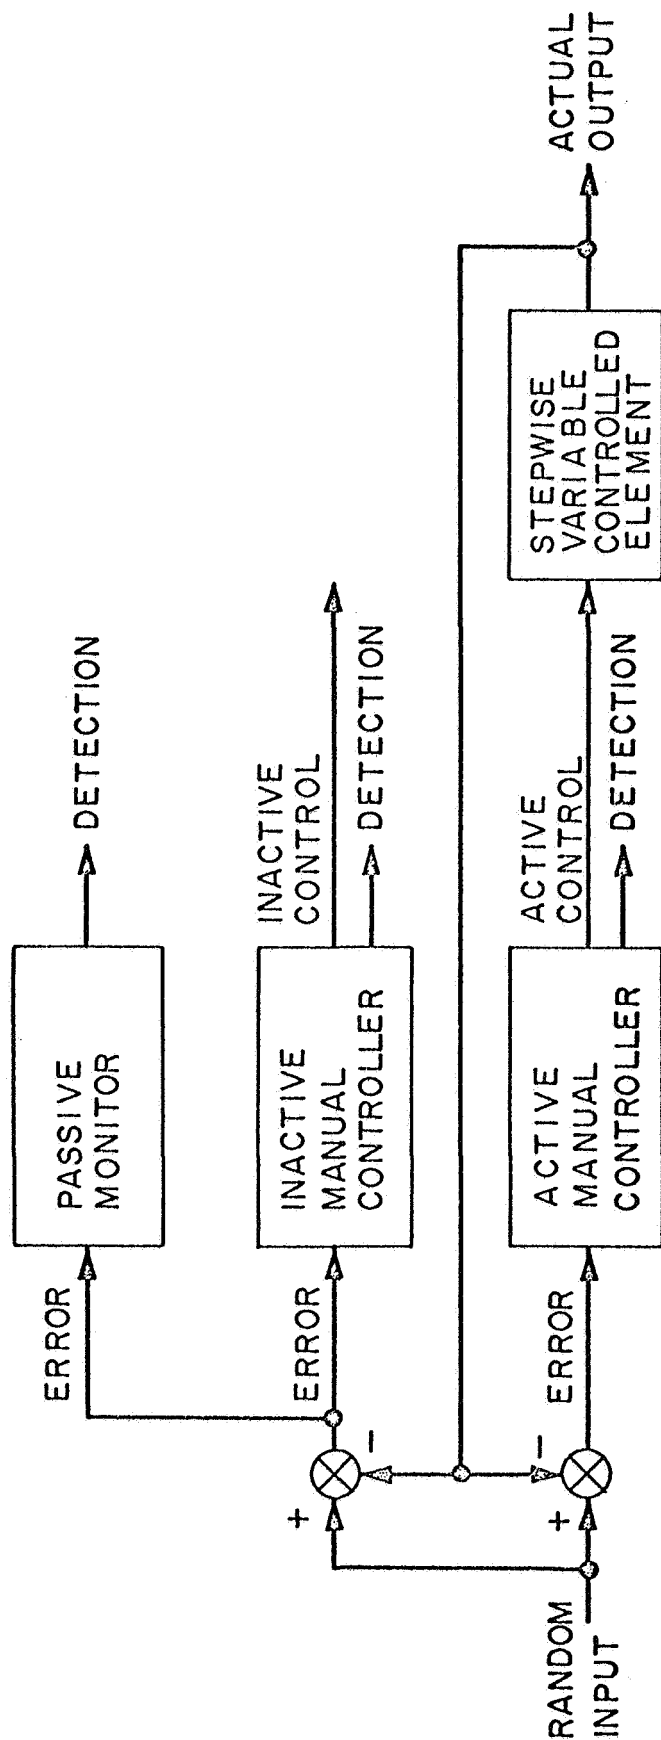 ERROR
PASSIVE
MONITOR
DETECTION
+
-
ERROR
INACTIVE
MANUAL
CONTROLLER
INACTIVE
CONTROL
DETECTION
RANDOM
INPUT
+
-
ERROR
ACTIVE
MANUAL
CONTROLLER
ACTIVE
CONTROL
DETECTION
STEPWISE
VARIABLE
CONTROLLED
ELEMENT
ACTUAL
OUTPUT